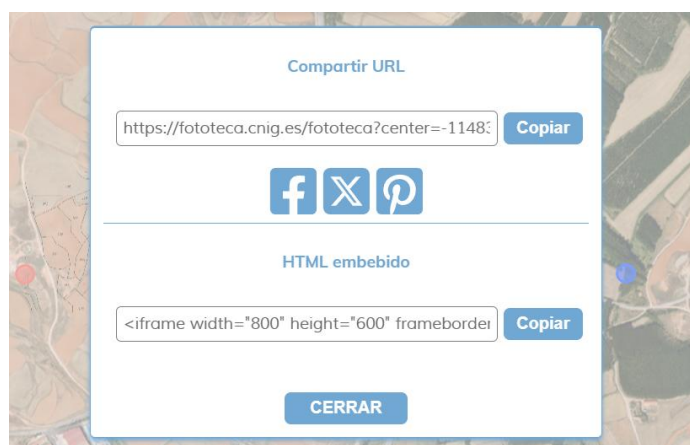 Compartir URL
https://fototeca.cnig.es/fototeca?center=-11483
Copiar
HTML embebido
<iframe width="800" height="600" frameborder
Copiar
CERRAR